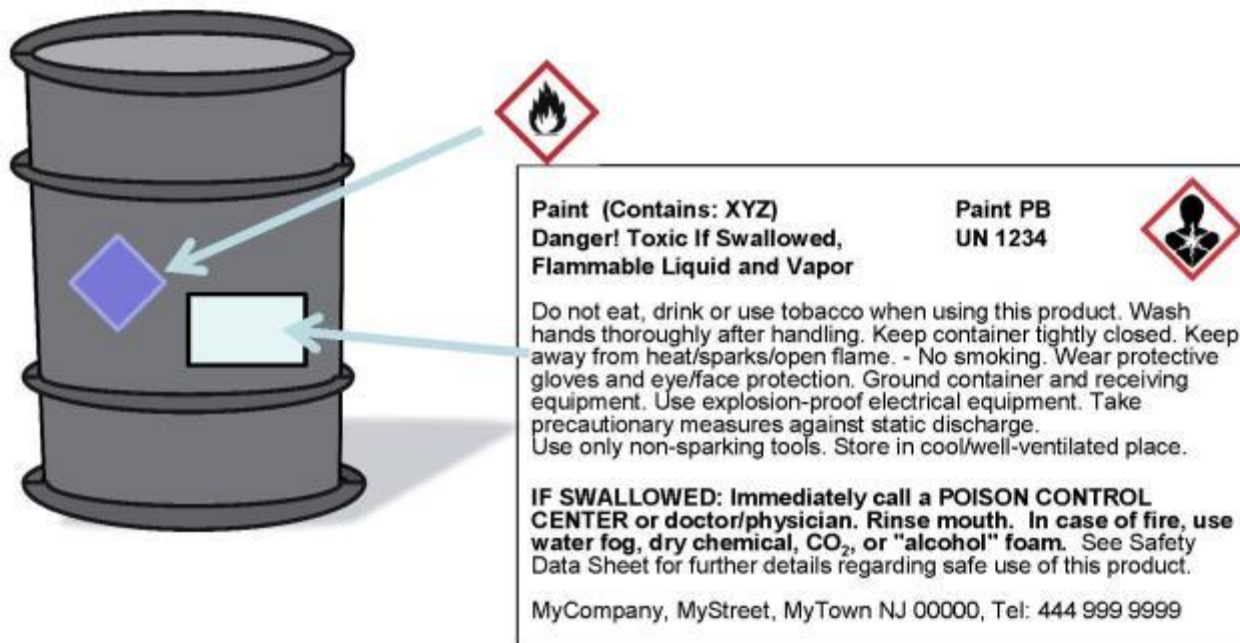 Paint (Contains: XYZ)
Danger! Toxic If Swallowed,
Flammable Liquid and Vapor
Paint PB
UN 1234
Do not eat, drink or use tobacco when using this product. Wash
hands thoroughly after handling. Keep container tightly closed. Keep
away from heat/sparks/open flame. - No smoking. Wear protective
gloves and eye/face protection. Ground container and receiving
equipment. Use explosion-proof electrical equipment. Take
precautionary measures against static discharge.
Use only non-sparking tools. Store in cool/well-ventilated place.
IF SWALLOWED: Immediately call a POISON CONTROL
CENTER or doctor/physician. Rinse mouth. In case of fire, use
water fog, dry chemical, CO₂, or "alcohol" foam. See Safety
Data Sheet for further details regarding safe use of this product.
MyCompany, MyStreet, MyTown NJ 00000, Tel: 444 999 9999